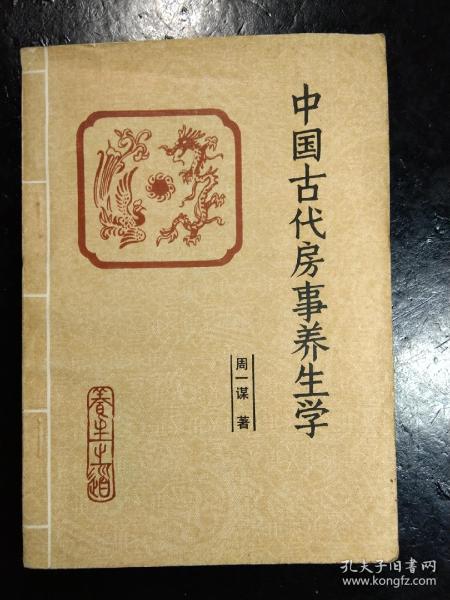 中国古代房事养生学
周一谋 著
养生之道
孔夫子旧书网
www.kongfz.com